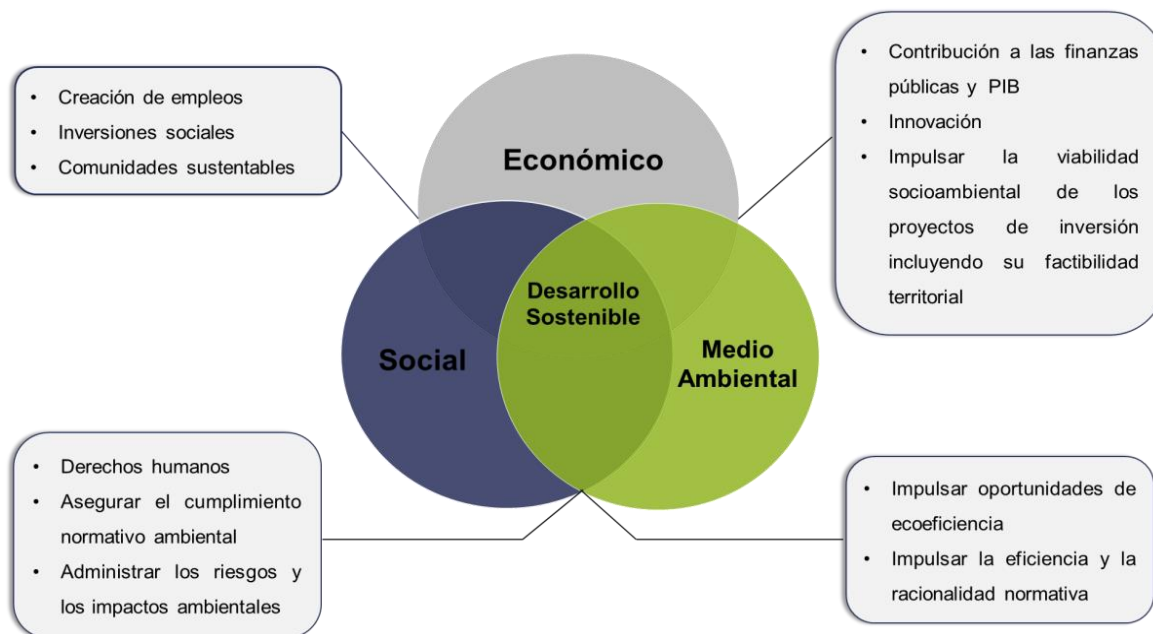 • Creación de empleos
• Inversiones sociales
• Comunidades sustentables
Económico
• Contribución a las finanzas
públicas y PIB
• Innovación
• Impulsar la viabilidad
socioambiental de los
proyectos de inversión
incluyendo su factibilidad
territorial
Desarrollo
Sostenible
Social
Medio
Ambiental
• Derechos humanos
• Asegurar el cumplimiento
normativo ambiental
• Administrar los riesgos y
los impactos ambientales
• Impulsar oportunidades de
ecoeficiencia
• Impulsar la eficiencia y la
racionalidad normativa